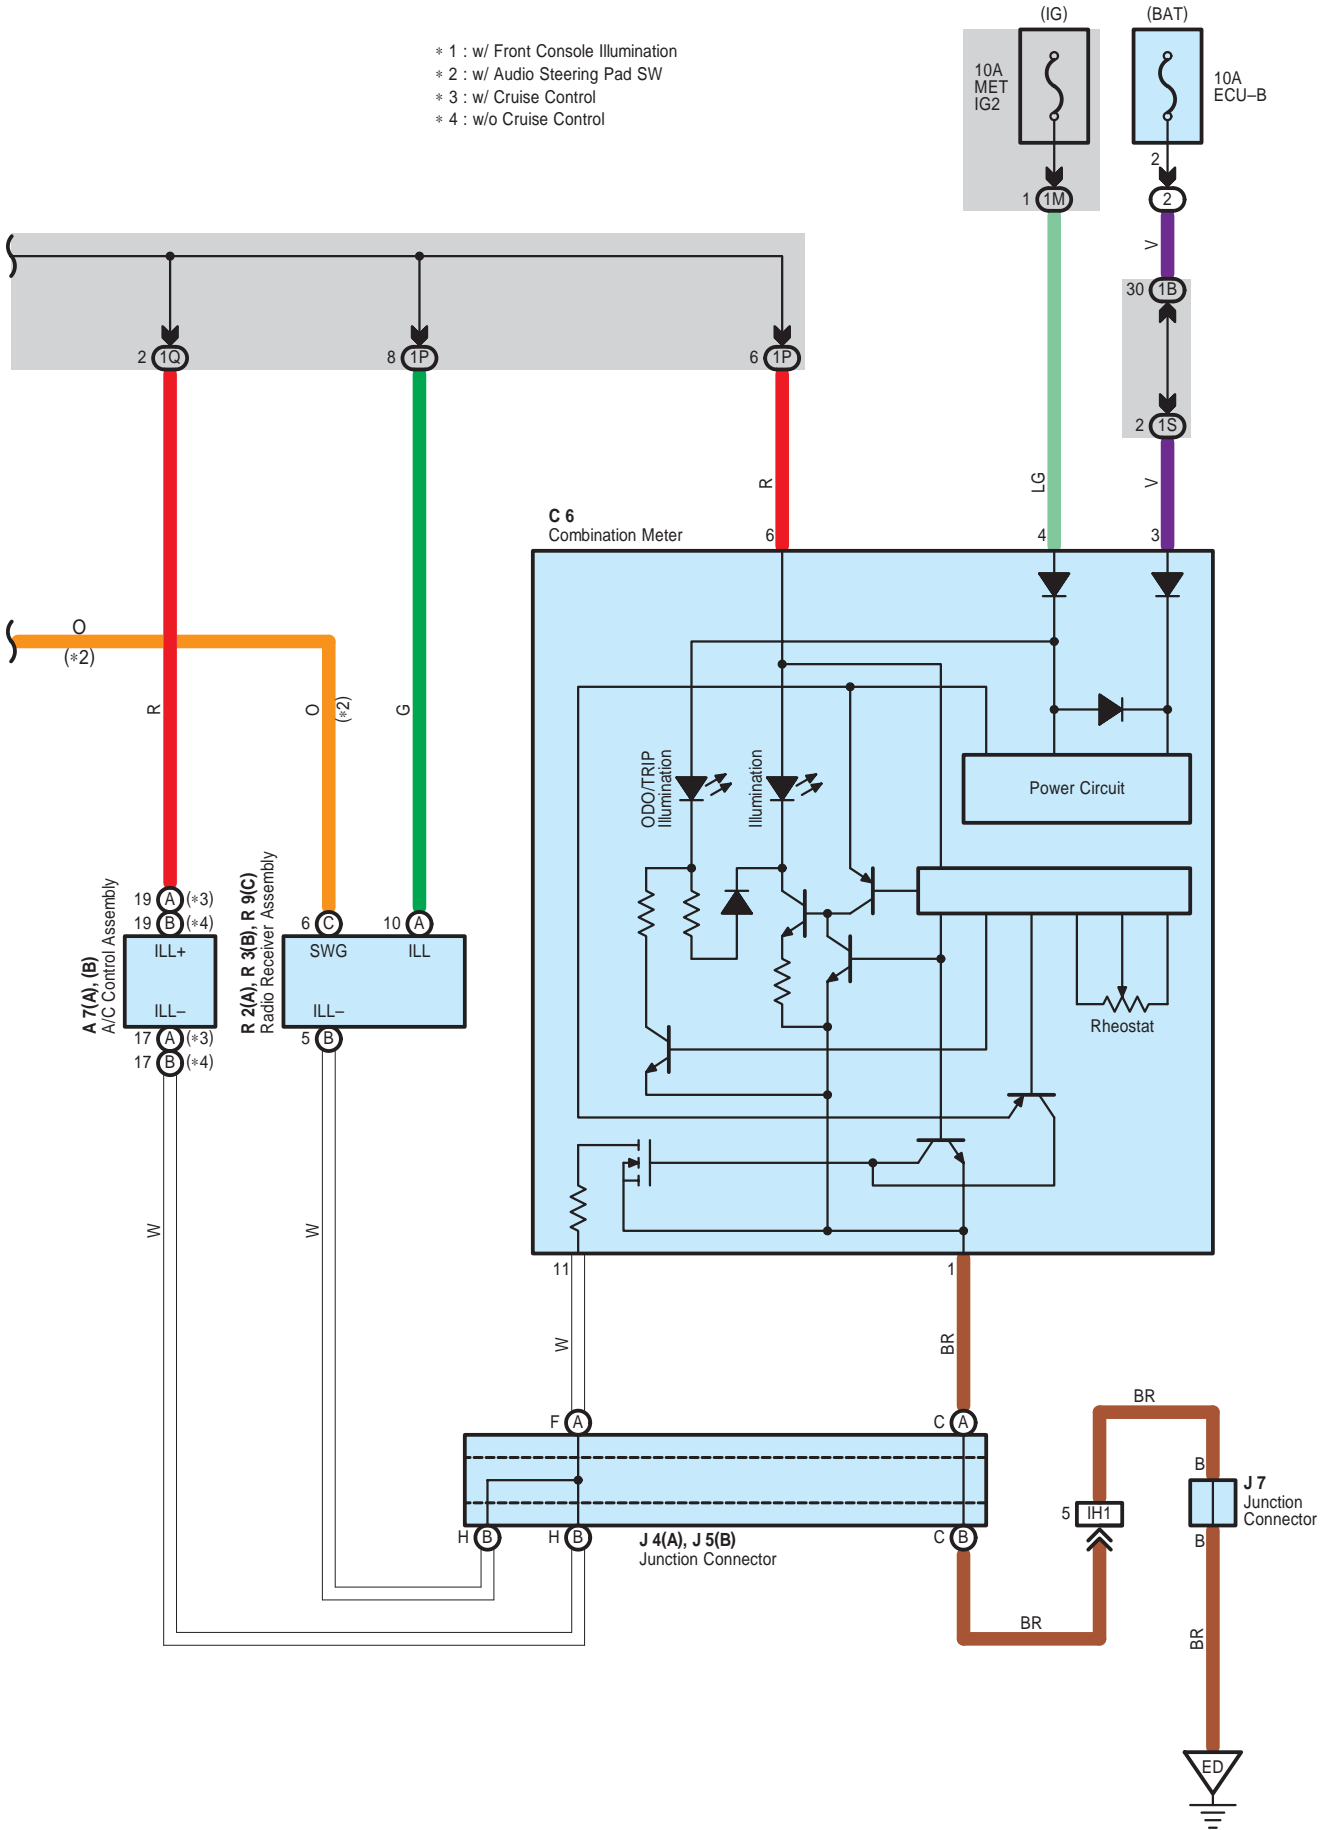 (IG)
(BAT)
∗ 1 : w/ Front Console Illumination
∗ 2 : w/ Audio Steering Pad SW
∗ 3 : w/ Cruise Control
∗ 4 : w/o Cruise Control
10A
MET
IG2
10A
ECU–B
2
1 1M
2
V
30 1B
2 1Q
8 1P
6 1P
2 1S
R
LG
V
C 6
Combination Meter
6
4
3
O
(∗2)
R
O
(∗2)
G
ODO/TRIP
Illumination
Illumination
Power Circuit
19 A (∗3)
19 B (∗4)
6 C
10 A
A 7(A), (B)
A/C Control Assembly
ILL+
ILL–
R 2(A), R 3(B), R 9(C)
Radio Receiver Assembly
SWG
ILL
ILL–
17 A (∗3)
17 B (∗4)
5 B
Rheostat
W
W
11
1
W
BR
F A
C A
BR
B
J 7
Junction
Connector
5 IH1
B
H B
H B
C B
J 4(A), J 5(B)
Junction Connector
BR
BR
ED